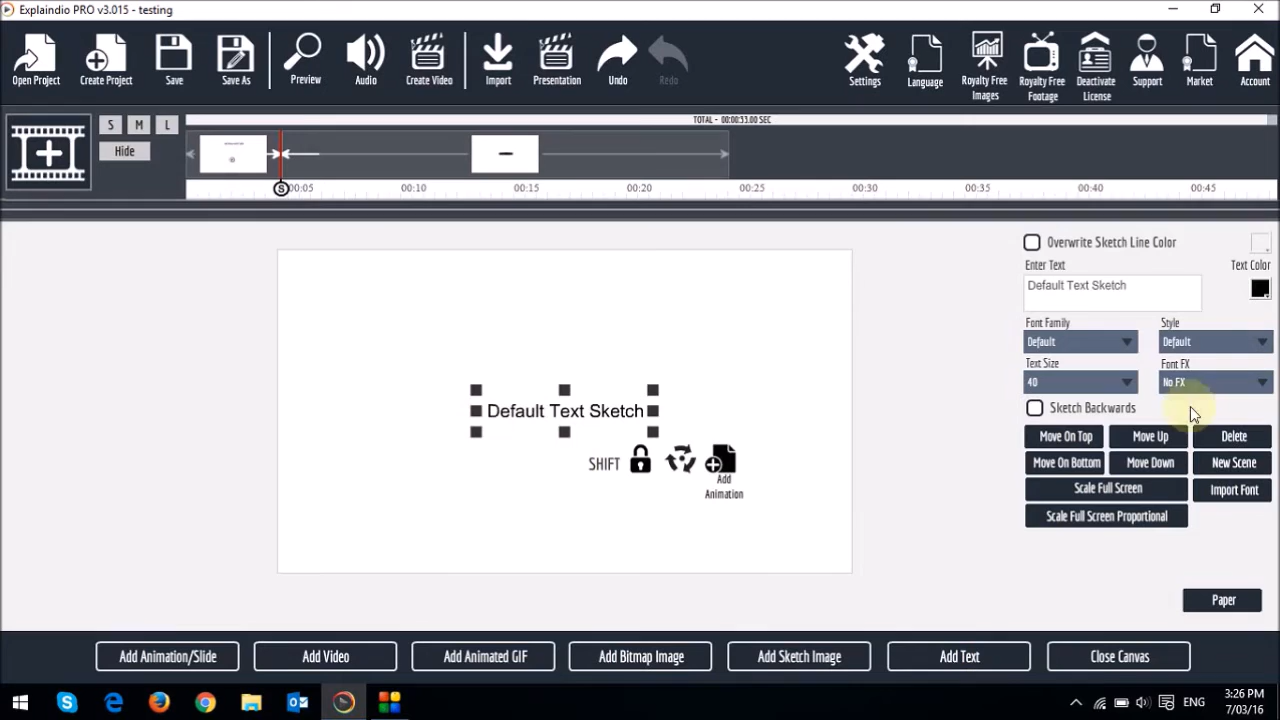 Explaindio PRO v3.015 - testing
Open Project
Create Project
Save
Save As
Preview
Audio
Create Video
Import
Presentation
Undo
Redo
Settings
Language
Royalty Free
Images
Royalty Free
Footage
Deactivate
License
Support
Market
Account
S M L
Hide
TOTAL - 00:00:33.00 SEC
S 00:05 00:10 00:15 00:20 00:25 00:30 00:35 00:40 00:45
Overwrite Sketch Line Color
Enter Text
Text Color
Default Text Sketch
Font Family
Style
Default
Default
Text Size
Font FX
40
No FX
Sketch Backwards
Move On Top
Move Up
Delete
Move On Bottom
Move Down
New Scene
Scale Full Screen
Import Font
Scale Full Screen Proportional
Paper
Default Text Sketch
SHIFT
Add
Animation
Add Animation/Slide
Add Video
Add Animated GIF
Add Bitmap Image
Add Sketch Image
Add Text
Close Canvas
ENG
3:26 PM
7/03/16